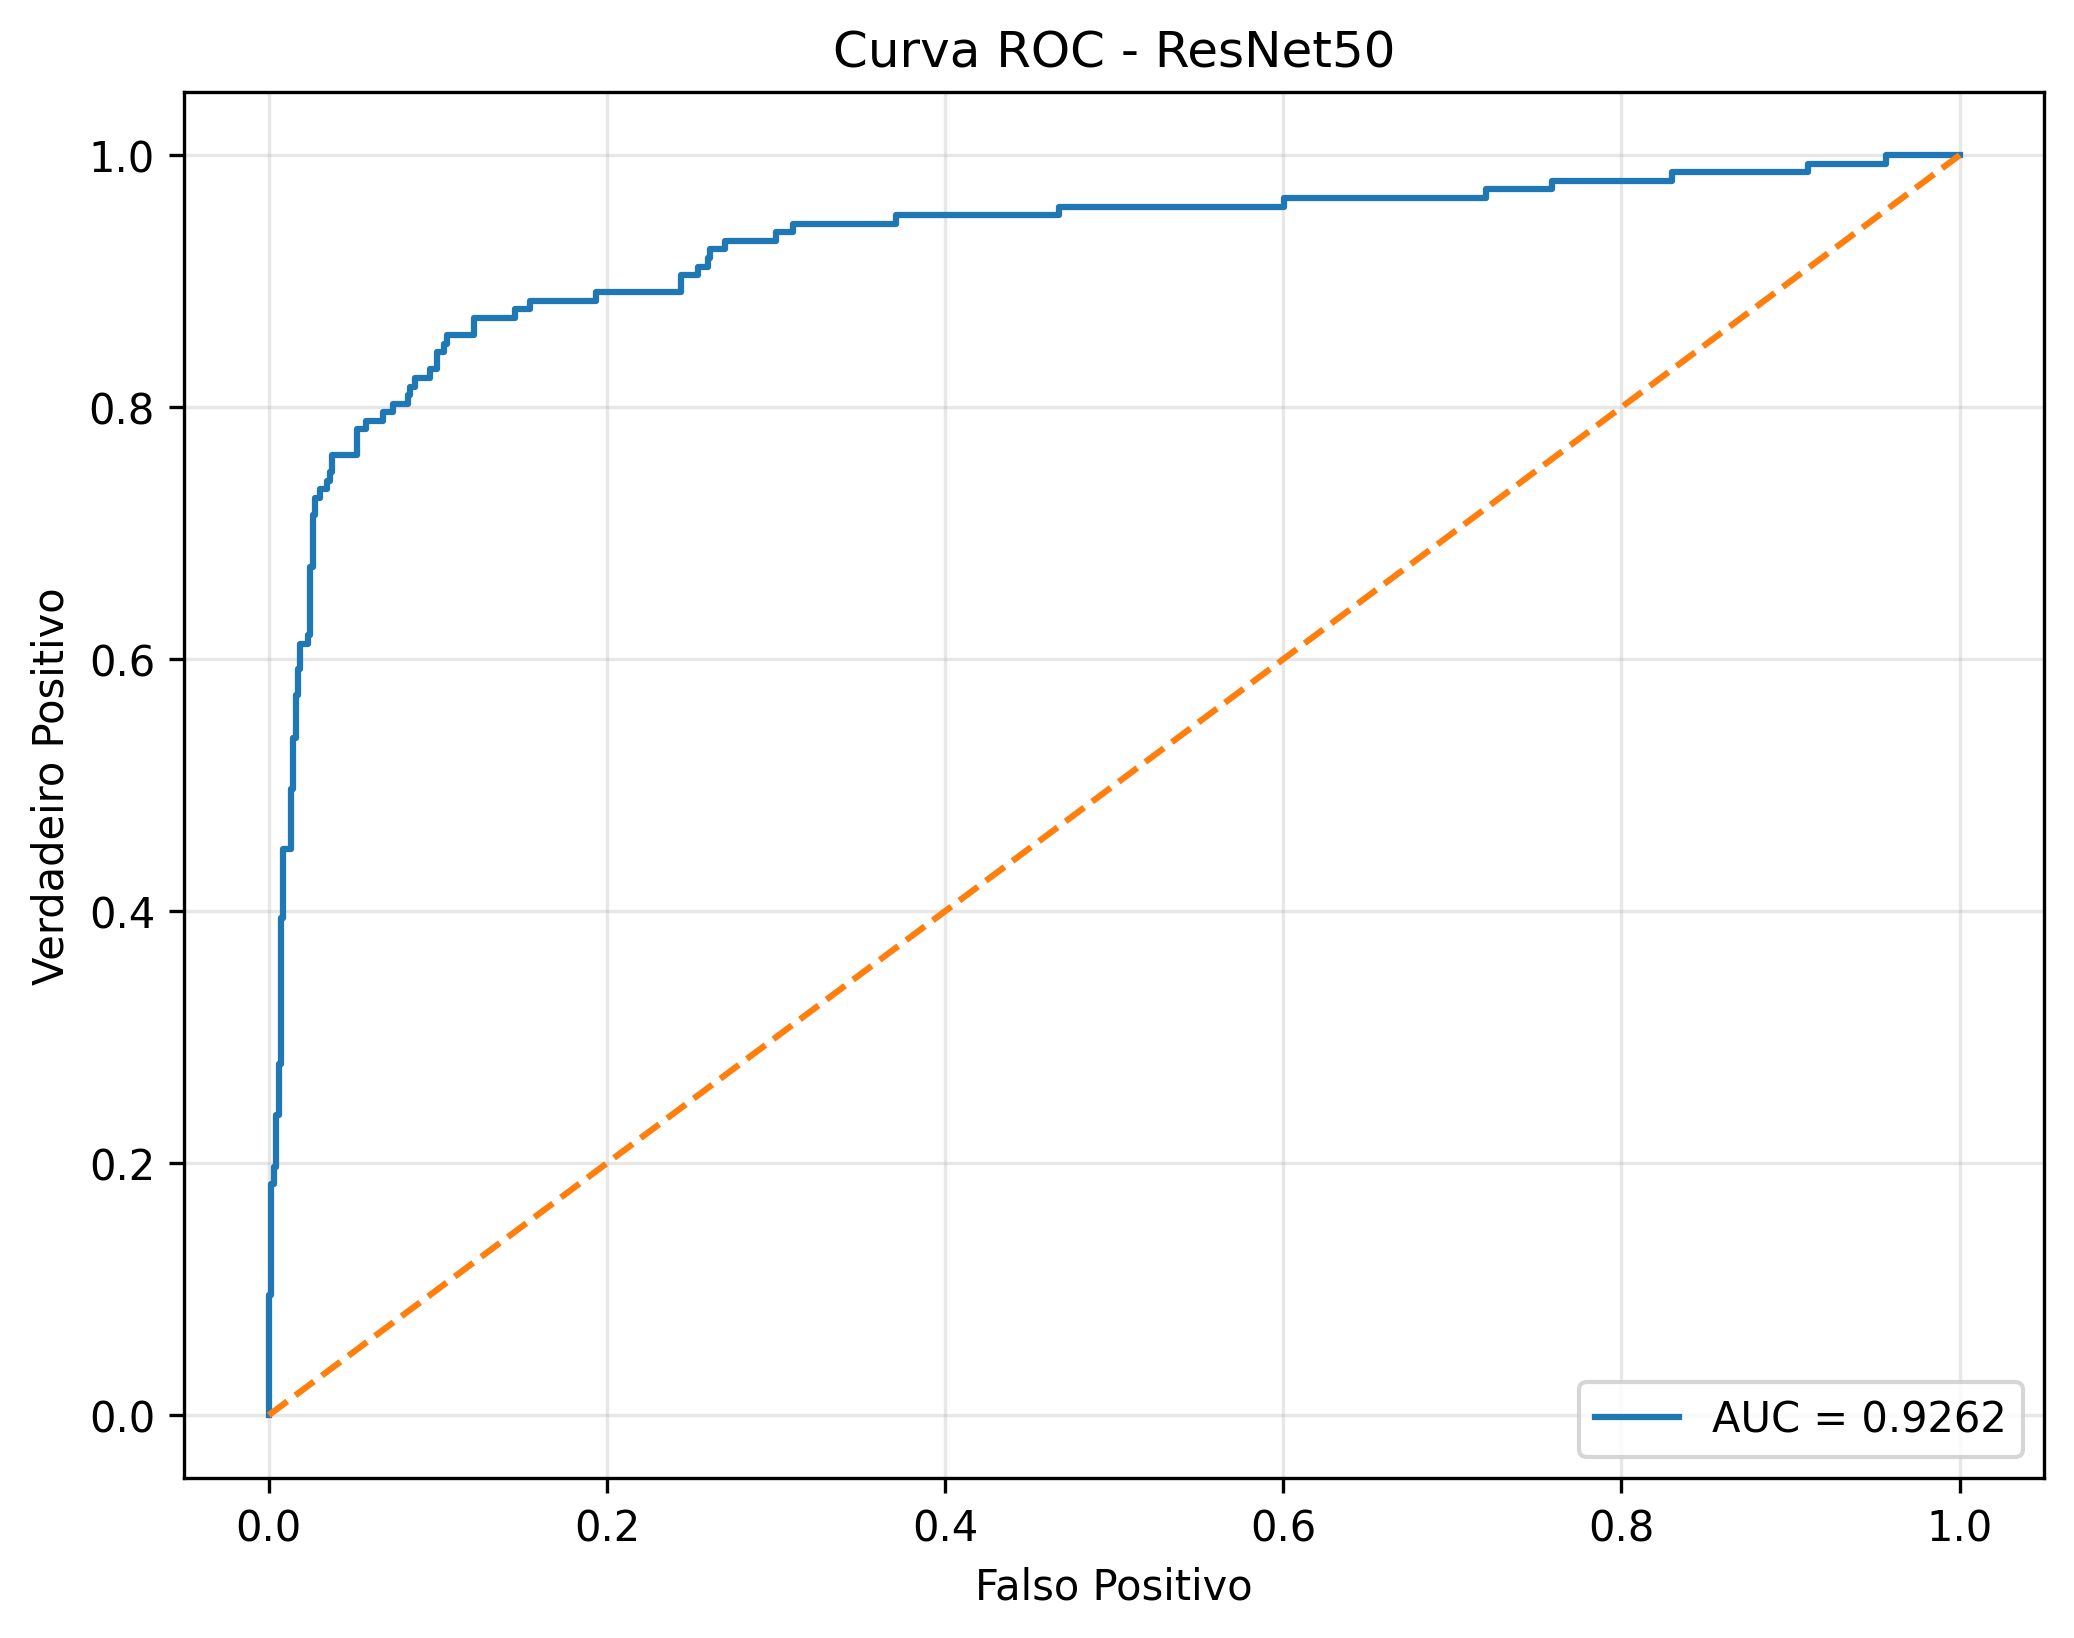 Curva ROC - ResNet50
Verdadeiro Positivo
1.0
0.8
0.6
0.4
0.2
0.0
AUC = 0.9262
0.0 0.2 0.4 0.6 0.8 1.0
Falso Positivo